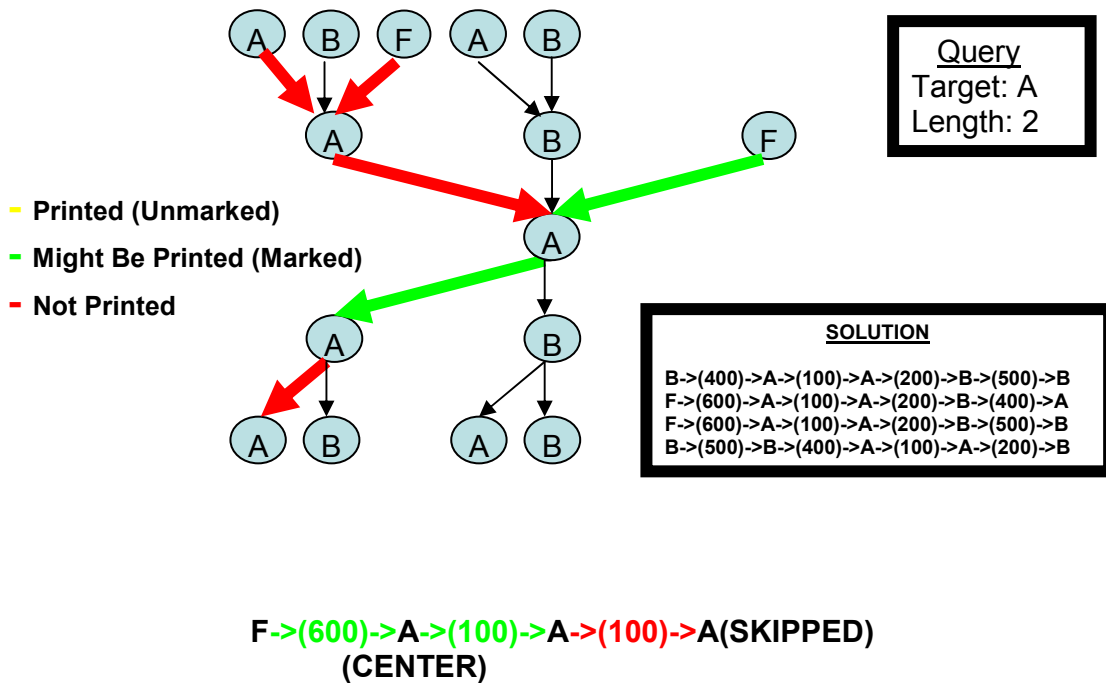 A B F A B
Query
Target: A
Length: 2
A B F
- Printed (Unmarked)
A
- Might Be Printed (Marked)
- Not Printed
A B
SOLUTION
B->(400)->A->(100)->A->(200)->B->(500)->B
F->(600)->A->(100)->A->(200)->B->(400)->A
F->(600)->A->(100)->A->(200)->B->(500)->B
B->(500)->B->(400)->A->(100)->A->(200)->B
A B A B
F->(600)->A->(100)->A->(100)->A(SKIPPED)
(CENTER)